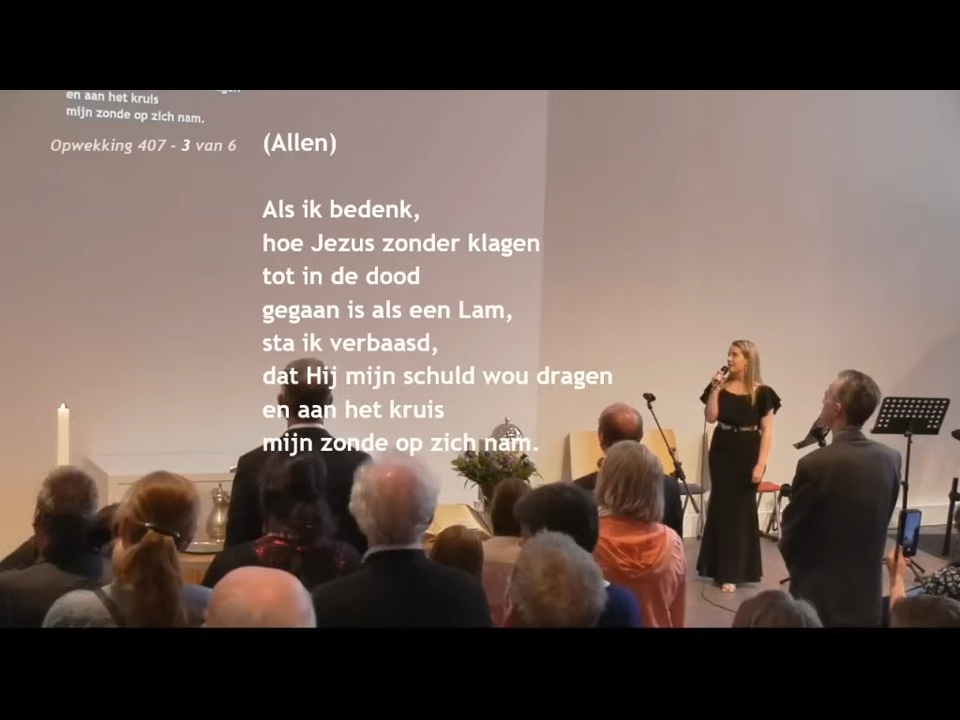 en aan het kruis
mijn zonde op zich nam.
Opwekking 407 - 3 van 6
(Allen)
Als ik bedenk,
hoe Jezus zonder klagen
tot in de dood
gegaan is als een Lam,
sta ik verbaasd,
dat Hij mijn schuld wou dragen
en aan het kruis
mijn zonde op zich nam.